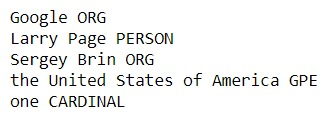 Google ORG
Larry Page PERSON
Sergey Brin ORG
the United States of America GPE
one CARDINAL